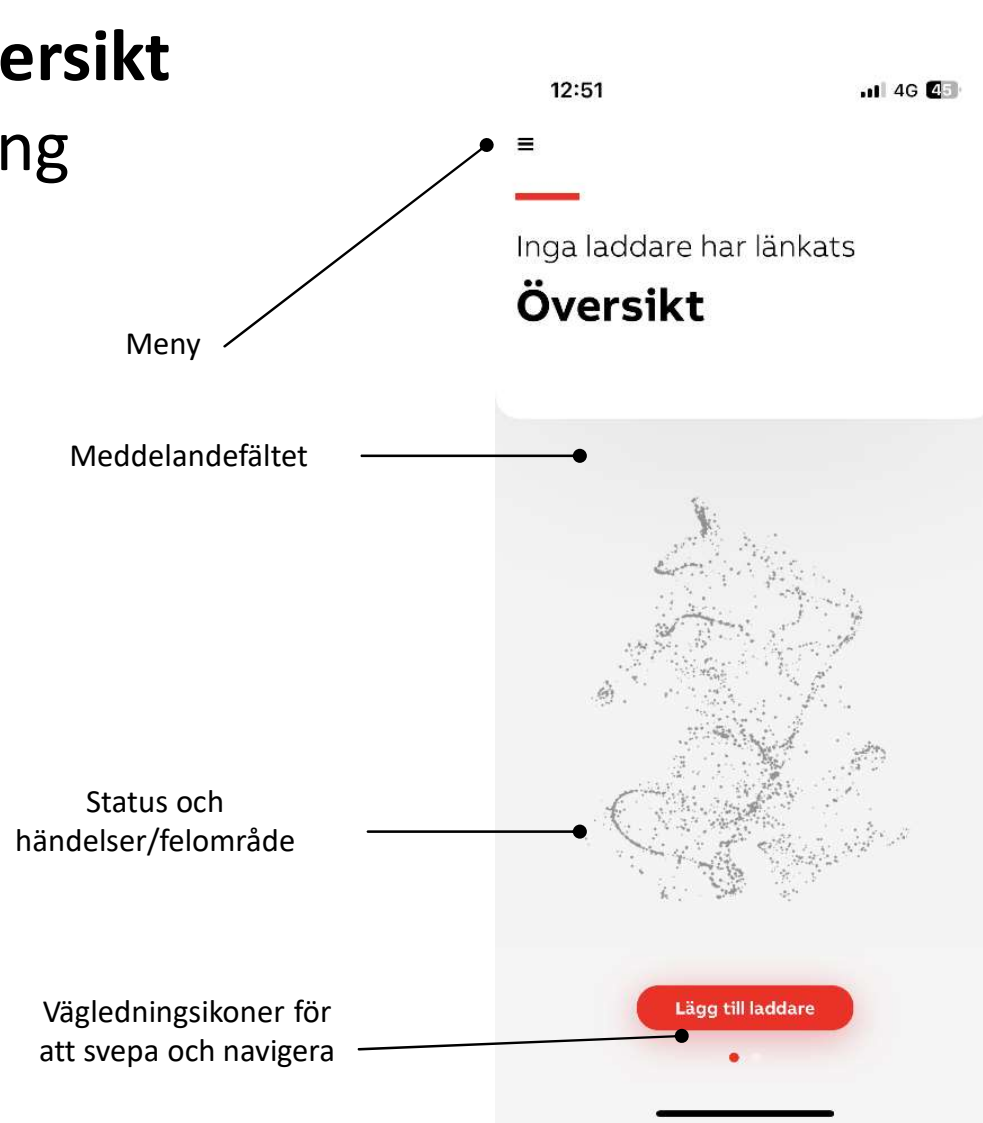 ersikt
ng
12:51
4G 45
Inga laddare har länkats
Översikt
Meny
Meddelandefältet
Status och
händelser/felområde
Lägg till laddare
Vägledningsikoner för
att svepa och navigera